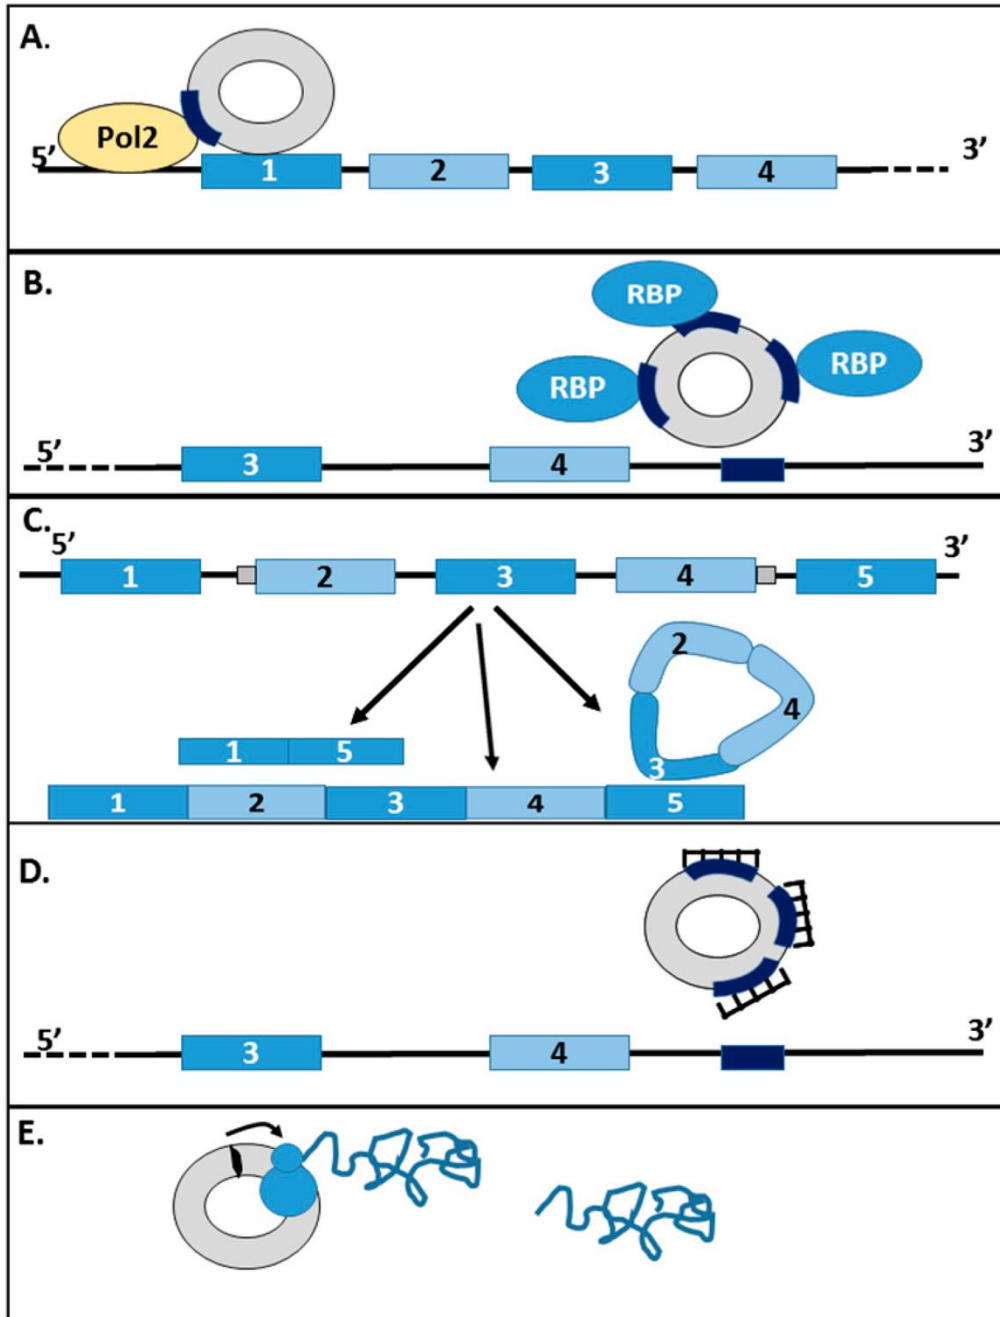 A.
Pol2
5’ 1 2 3 4 3’
B.
RBP
RBP RBP
5’ 3 4 3’
C.
5’ 3’
1 2 3 4 5
2
4
3
1 5
1 2 3 4 5
D.
5’ 3 4 3’
E.